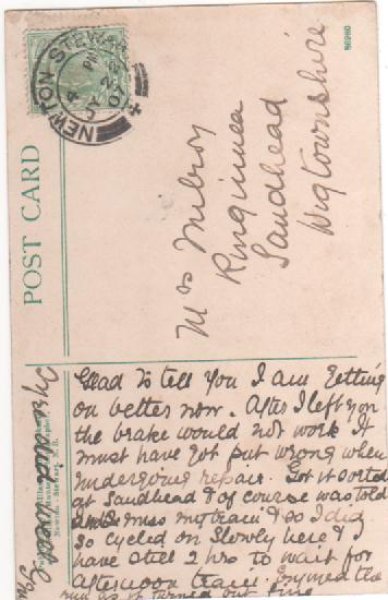 NEWTON STEWART
4 PM
JY 2
07
80260
POST CARD
Mrs Milroy
Ringinnea
Sandhead
Wigtownshire
Glad to tell you I am getting
on better now. After I left you
the brake would not work It
must have got put wrong when
undergoing repair. Got it sorted
at Sandhead & of course was told
I miss my train & so I did
so cycled on slowly here & I
have still 2 hrs to wait for
afternoon train. Enjoyed the
run as it turned out fine